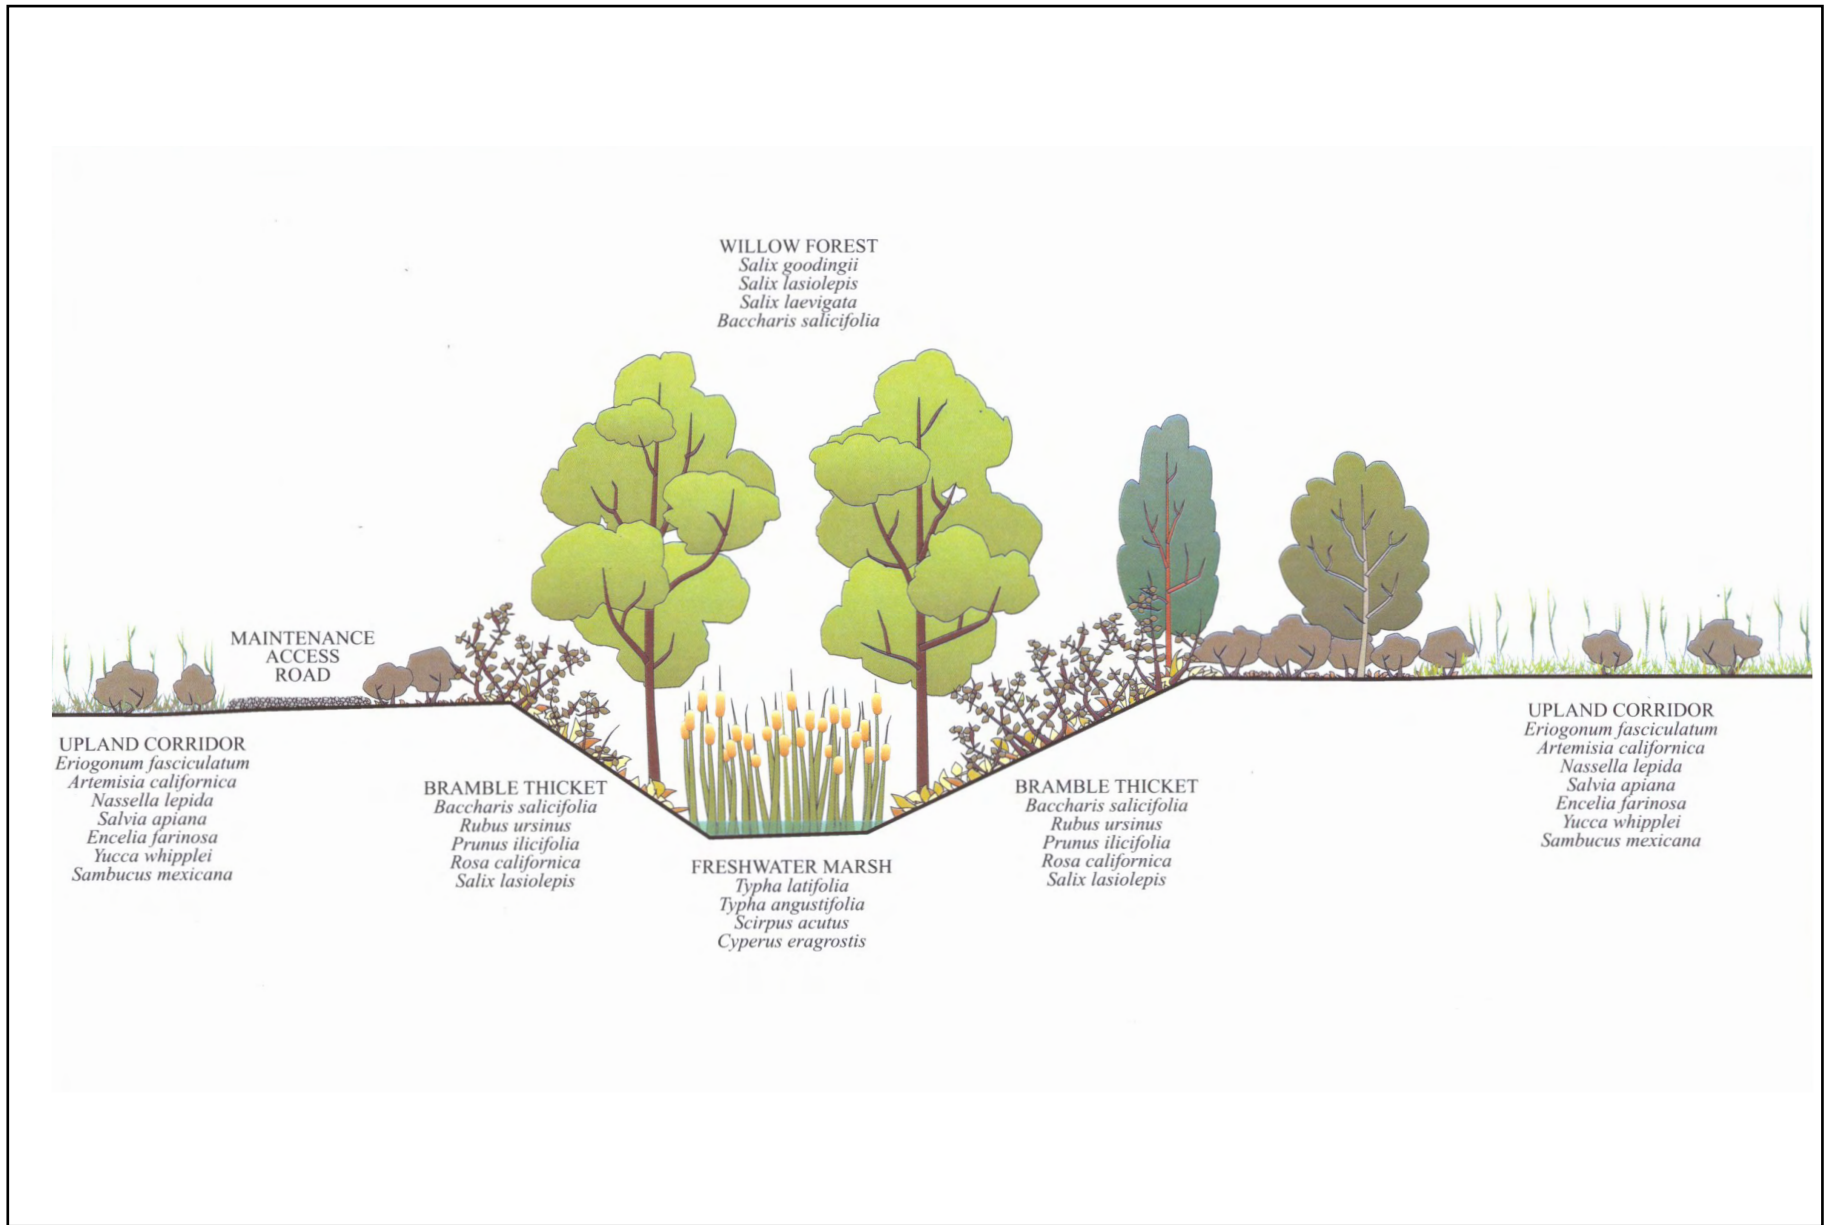 WILLOW FOREST
Salix goodingii
Salix lasiolepis
Salix laevigata
Baccharis salicifolia
MAINTENANCE
ACCESS
ROAD
UPLAND CORRIDOR
Eriogonum fasciculatum
Artemisia californica
Nassella lepida
Salvia apiana
Encelia farinosa
Yucca whipplei
Sambucus mexicana
BRAMBLE THICKET
Baccharis salicifolia
Rubus ursinus
Prunus ilicifolia
Rosa californica
Salix lasiolepis
FRESHWATER MARSH
Typha latifolia
Typha angustifolia
Scirpus acutus
Cyperus eragrostis
BRAMBLE THICKET
Baccharis salicifolia
Rubus ursinus
Prunus ilicifolia
Rosa californica
Salix lasiolepis
UPLAND CORRIDOR
Eriogonum fasciculatum
Artemisia californica
Nassella lepida
Salvia apiana
Encelia farinosa
Yucca whipplei
Sambucus mexicana